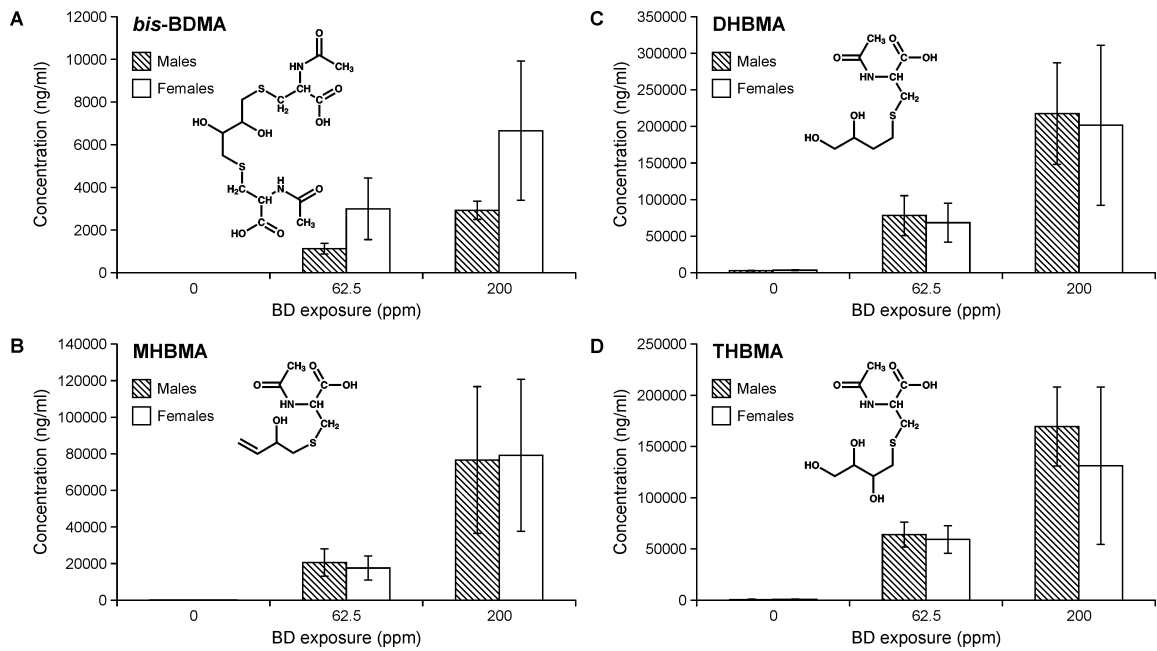 A
bis-BDMA
Males
Females
Concentration (ng/ml)
12000
10000
8000
6000
4000
2000
0
O
HN
CH3
S
C
H2
CH
C
O
OH
HO
OH
S
H2C
CH
H
N
O
CH3
HO
C
O
0
62.5
200
BD exposure (ppm)
B
MHBMA
Males
Females
Concentration (ng/ml)
140000
120000
100000
80000
60000
40000
20000
0
CH3
O
O
C
OH
HN
CH
CH2
OH
S
0
62.5
200
BD exposure (ppm)
C
DHBMA
Males
Females
Concentration (ng/ml)
350000
300000
250000
200000
150000
100000
50000
0
CH3
O
O
C
OH
HN
CH
CH2
OH
S
HO
0
62.5
200
BD exposure (ppm)
D
THBMA
Males
Females
Concentration (ng/ml)
250000
200000
150000
100000
50000
0
CH3
O
O
C
OH
HN
CH
CH2
OH
S
HO
OH
0
62.5
200
BD exposure (ppm)